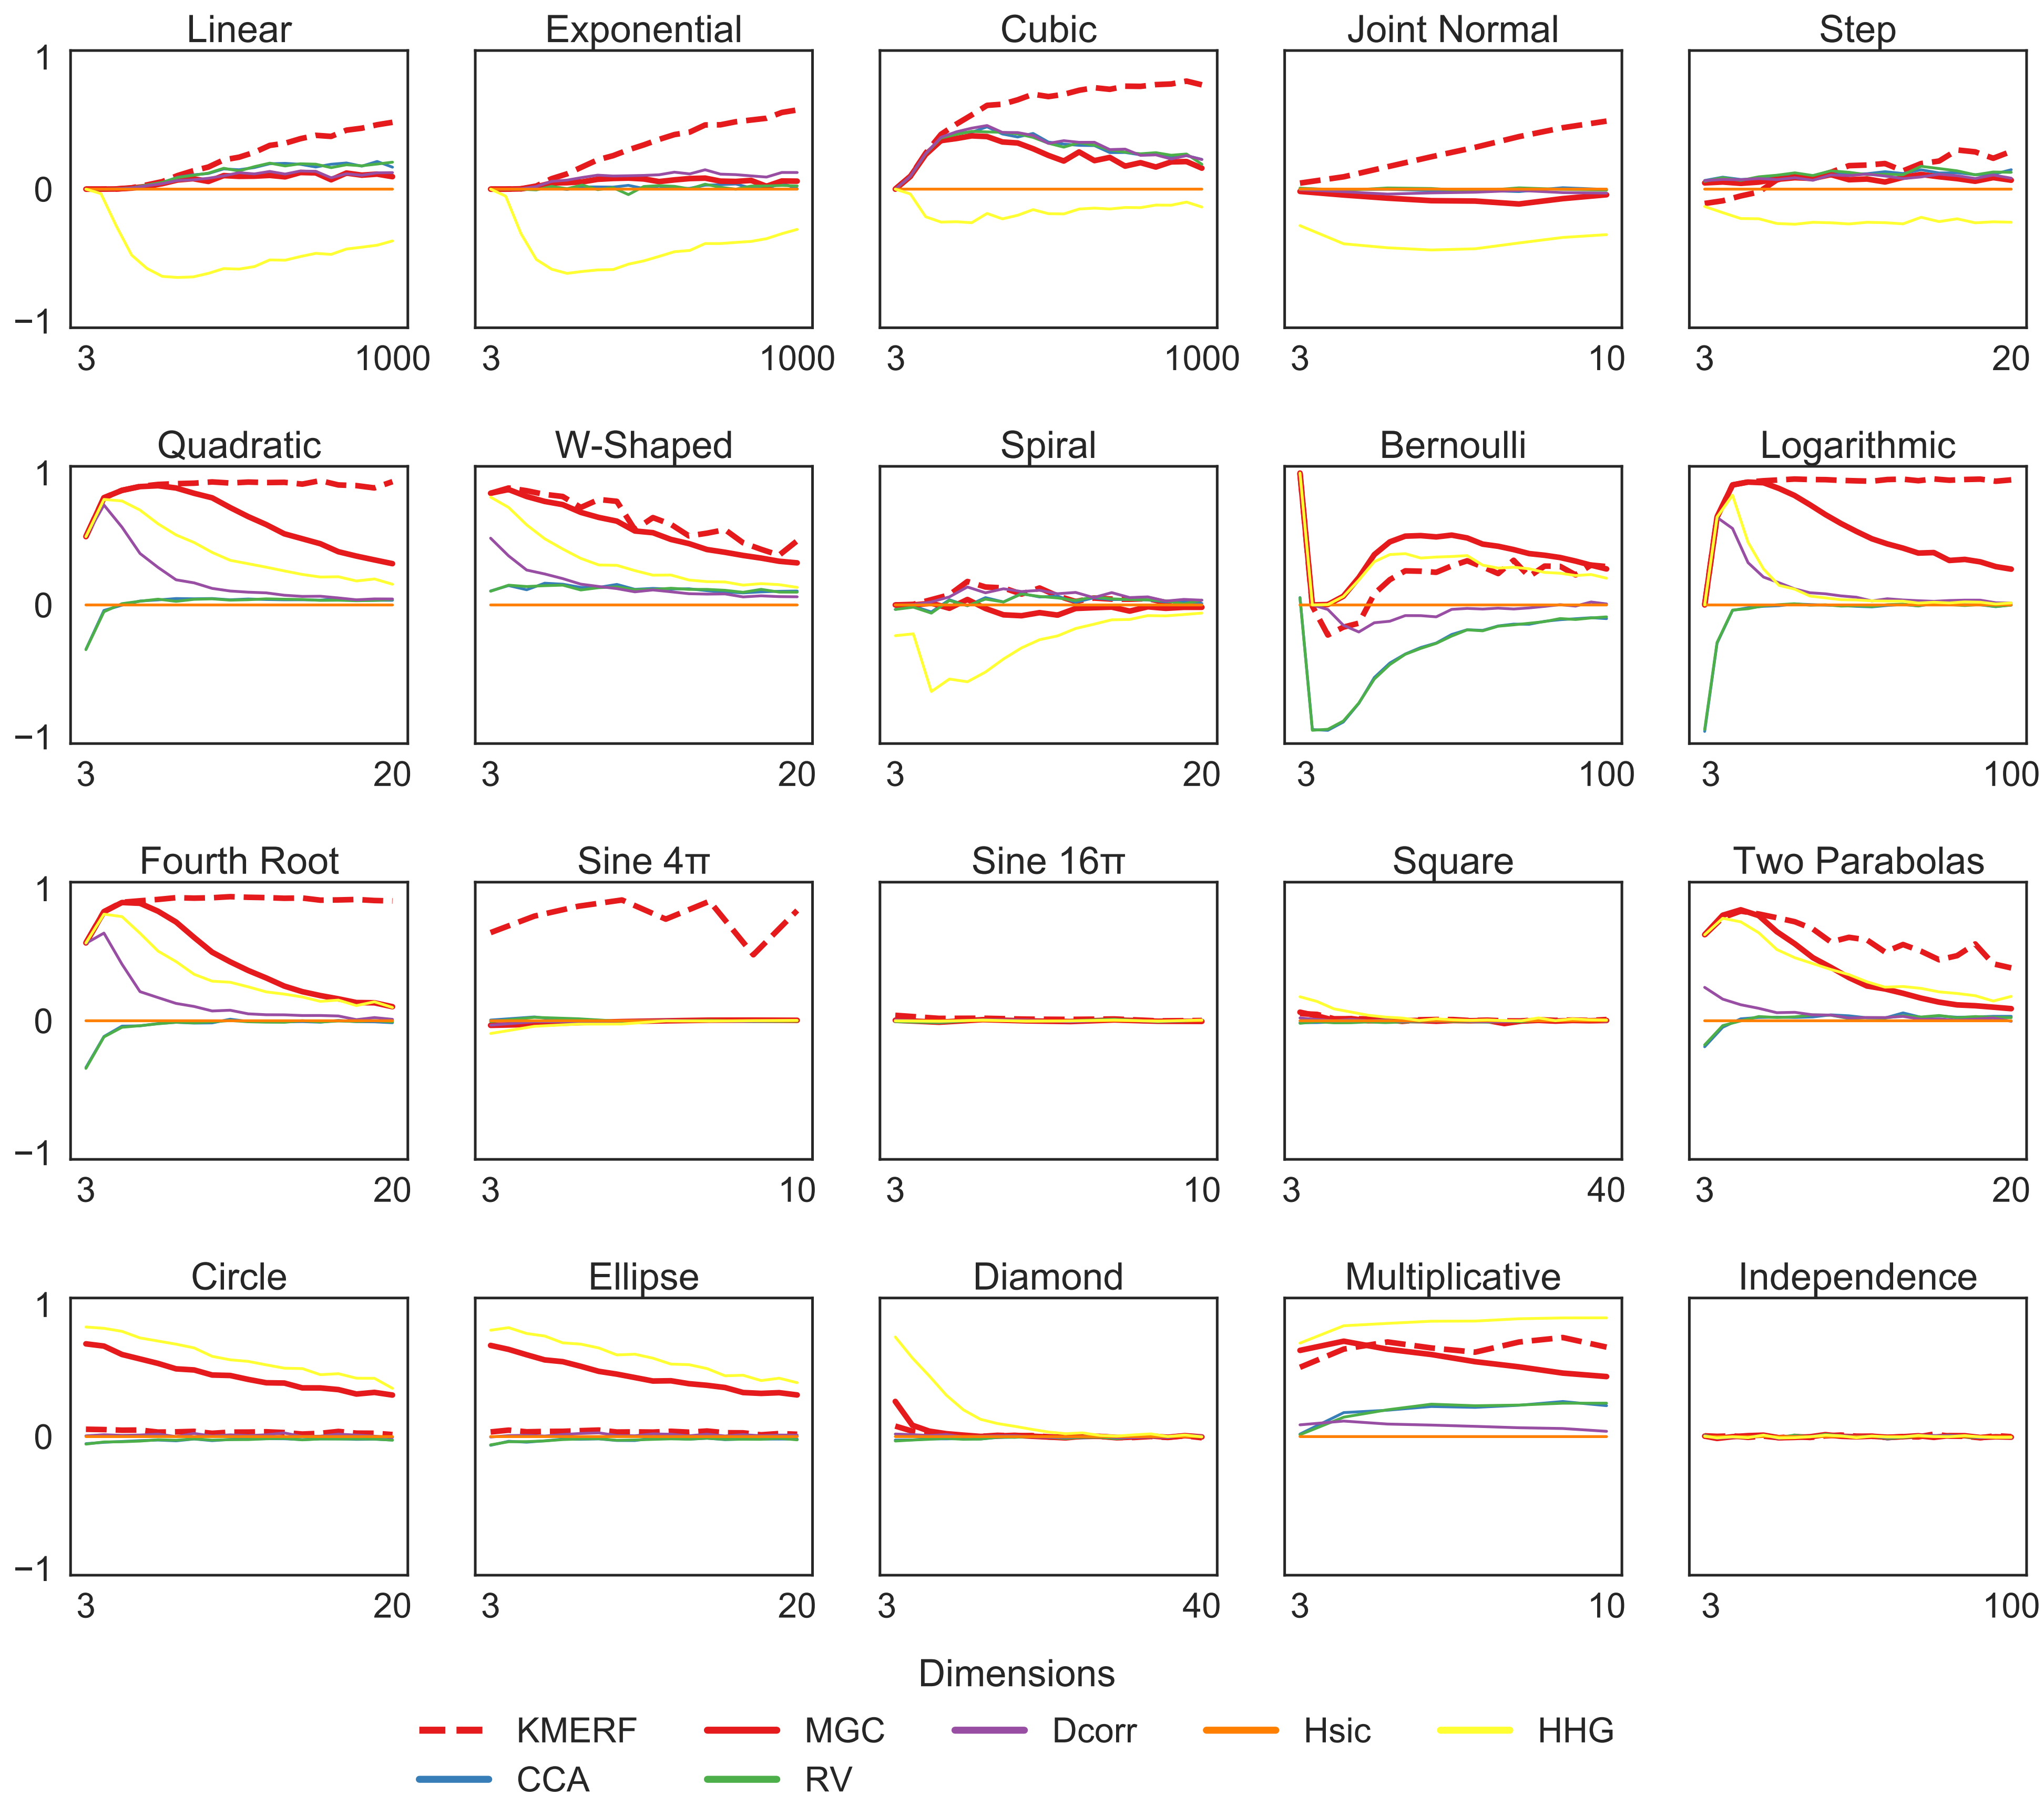 Linear Exponential Cubic Joint Normal Step
1
0
−1
3 1000 3 1000 3 1000 3 10 3 20
Quadratic W-Shaped Spiral Bernoulli Logarithmic
1
0
−1
3 20 3 20 3 20 3 100 3 100
Fourth Root Sine 4π Sine 16π Square Two Parabolas
1
0
−1
3 20 3 10 3 10 3 40 3 20
Circle Ellipse Diamond Multiplicative Independence
1
0
−1
3 20 3 20 3 40 3 10 3 100
Dimensions
KMERF MGC Dcorr Hsic HHG
CCA RV